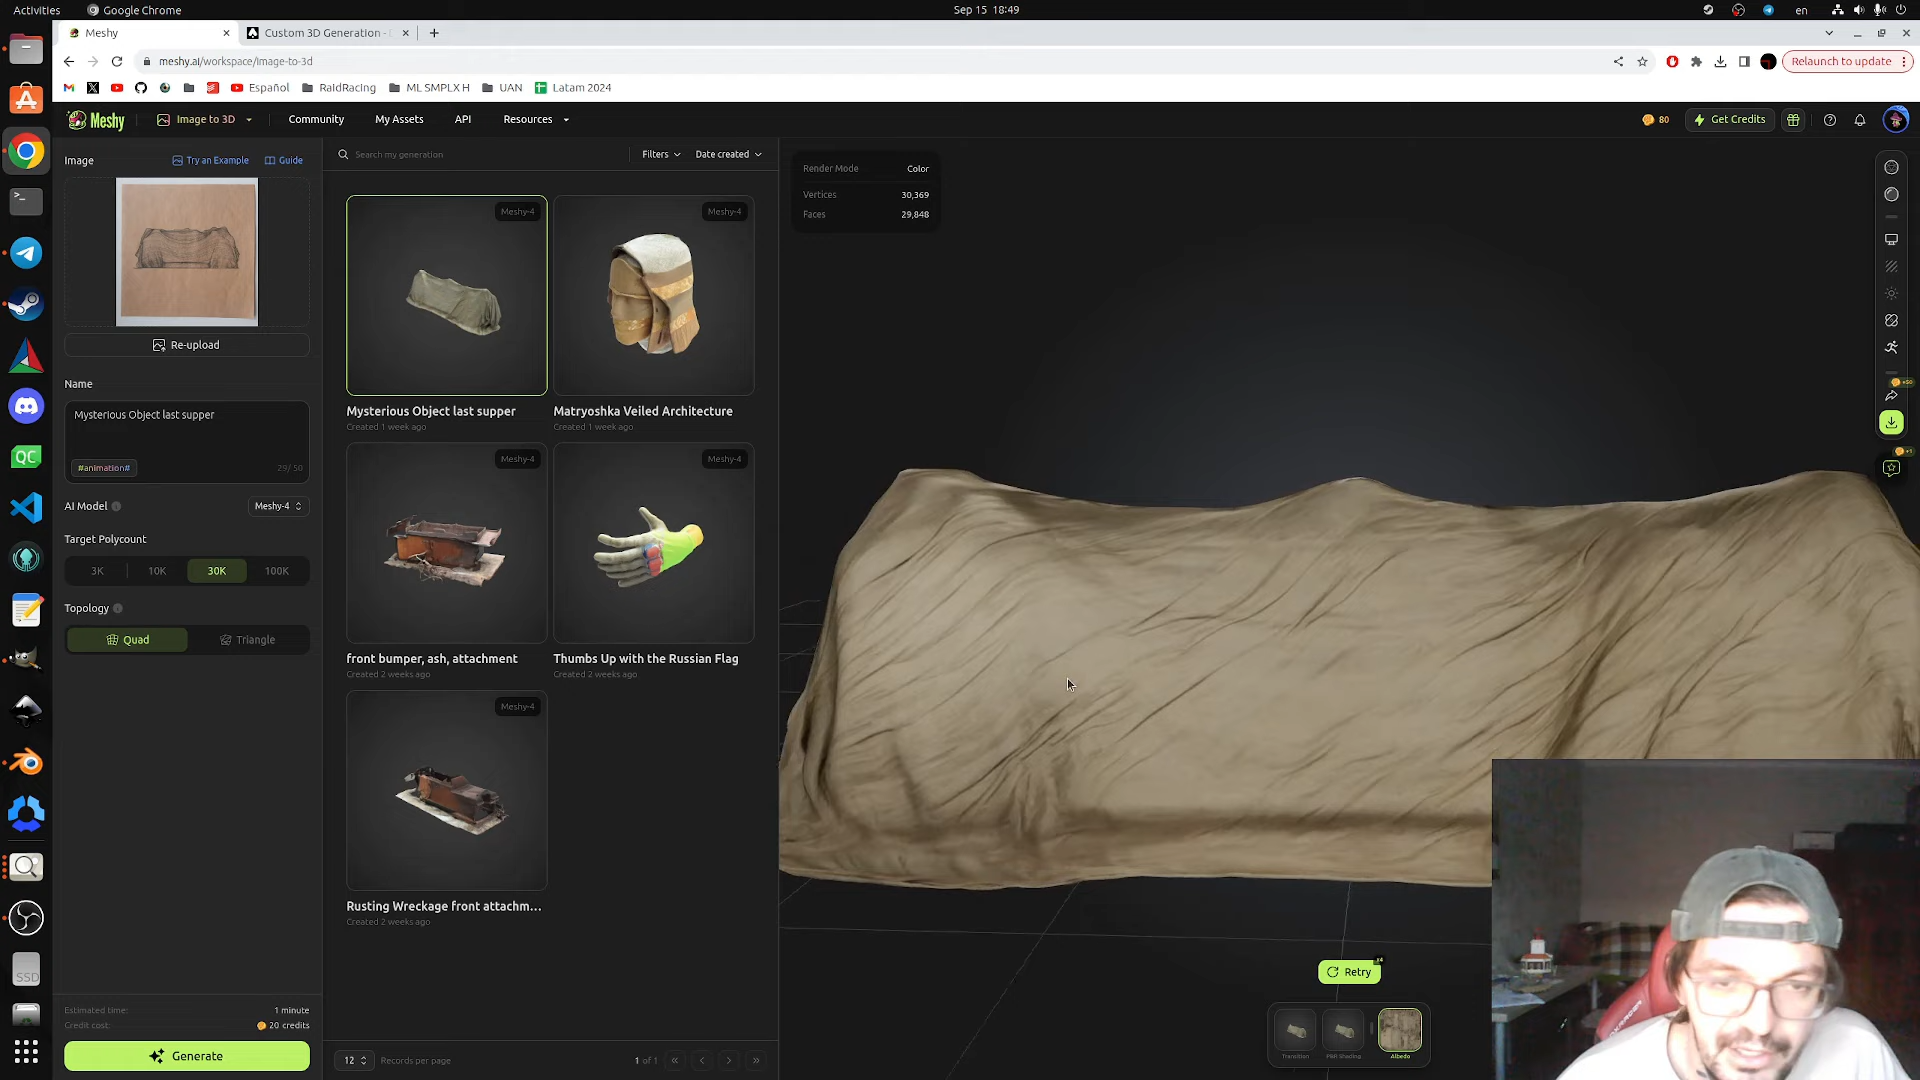 Activities
Google Chrome
Sep 15 18:49
en
Meshy
Custom 3D Generation -
meshy.ai/workspace/image-to-3d
Relaunch to update
Español
RaidRacing
ML SMPLX H
UAN
Latam 2024
Meshy
Image to 3D
Community
My Assets
API
Resources
80
Get Credits
Image
Try an Example
Guide
Search my generation
Filters
Date created
Render Mode
Color
Vertices
30,369
Faces
29,848
Re-upload
Name
Mysterious Object last supper
#animation#
29/ 50
AI Model
Meshy-4
Target Polycount
3K
10K
30K
100K
Topology
Quad
Triangle
Meshy-4
Meshy-4
Mysterious Object last supper
Created 1 week ago
Matryoshka Veiled Architecture
Created 1 week ago
Meshy-4
Meshy-4
front bumper, ash, attachment
Created 2 weeks ago
Thumbs Up with the Russian Flag
Created 2 weeks ago
Meshy-4
Rusting Wreckage front attachm...
Created 2 weeks ago
+50
+1
QC
SSD
Estimated time:
1 minute
Credit cost:
20 credits
Generate
12
Records per page
1 of 1
Retry
x4
Transition
PBR Shading
Albedo